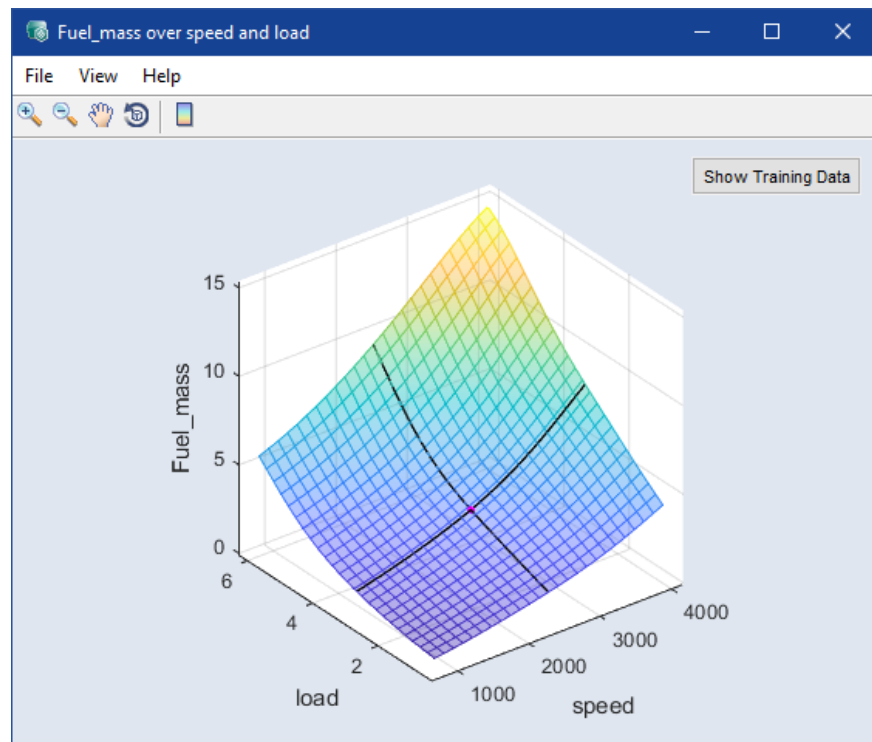 Fuel_mass over speed and load
File View Help
Show Training Data
15
10
5
0
Fuel_mass
6
4
2
load
1000
2000
3000
4000
speed